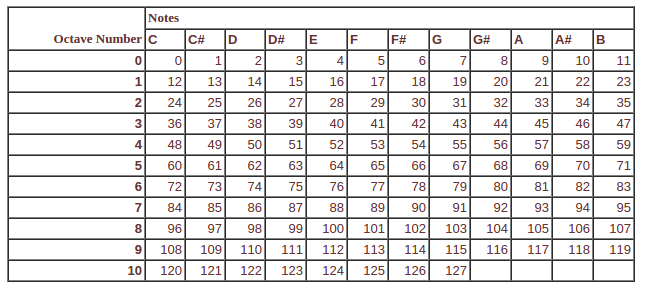 Notes
Octave Number C C# D D# E F F# G G# A A# B
0 0 1 2 3 4 5 6 7 8 9 10 11
1 12 13 14 15 16 17 18 19 20 21 22 23
2 24 25 26 27 28 29 30 31 32 33 34 35
3 36 37 38 39 40 41 42 43 44 45 46 47
4 48 49 50 51 52 53 54 55 56 57 58 59
5 60 61 62 63 64 65 66 67 68 69 70 71
6 72 73 74 75 76 77 78 79 80 81 82 83
7 84 85 86 87 88 89 90 91 92 93 94 95
8 96 97 98 99 100 101 102 103 104 105 106 107
9 108 109 110 111 112 113 114 115 116 117 118 119
10 120 121 122 123 124 125 126 127